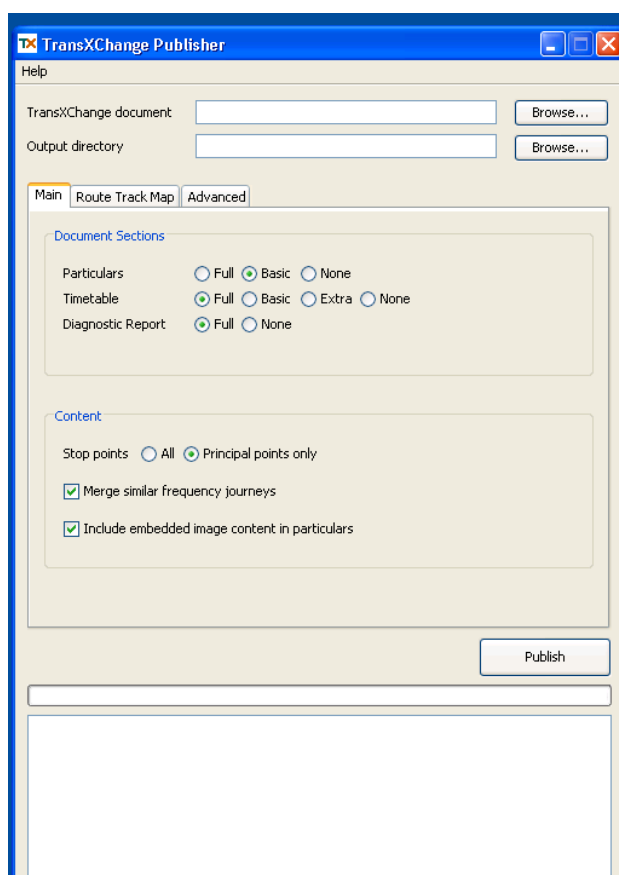 TX TransXChange Publisher
Help
TransXChange document Browse...
Output directory Browse...
Main Route Track Map Advanced
Document Sections
Particulars Full Basic None
Timetable Full Basic Extra None
Diagnostic Report Full None
Content
Stop points All Principal points only
Merge similar frequency journeys
Include embedded image content in particulars
Publish